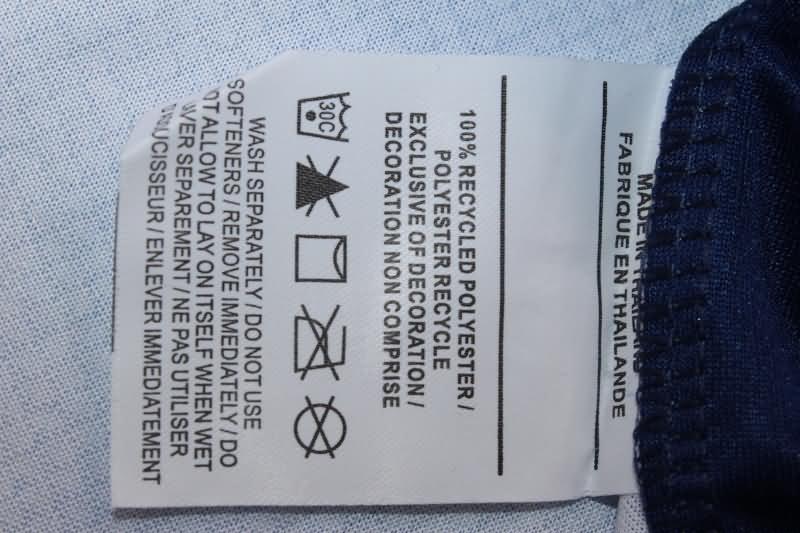 MADE IN THAILAND
FABRIQUE EN THAILANDE
100% RECYCLED POLYESTER /
POLYESTER RECYCLE
EXCLUSIVE OF DECORATION /
DECORATION NON COMPRISE
30C
WASH SEPARATELY / DO NOT USE
SOFTENERS / REMOVE IMMEDIATELY / DO
OT ALLOW TO LAY ON ITSELF WHEN WET
VER SEPAREMENT / NE PAS UTILISER
UCISSEUR / ENLEVER IMMEDIATEMENT